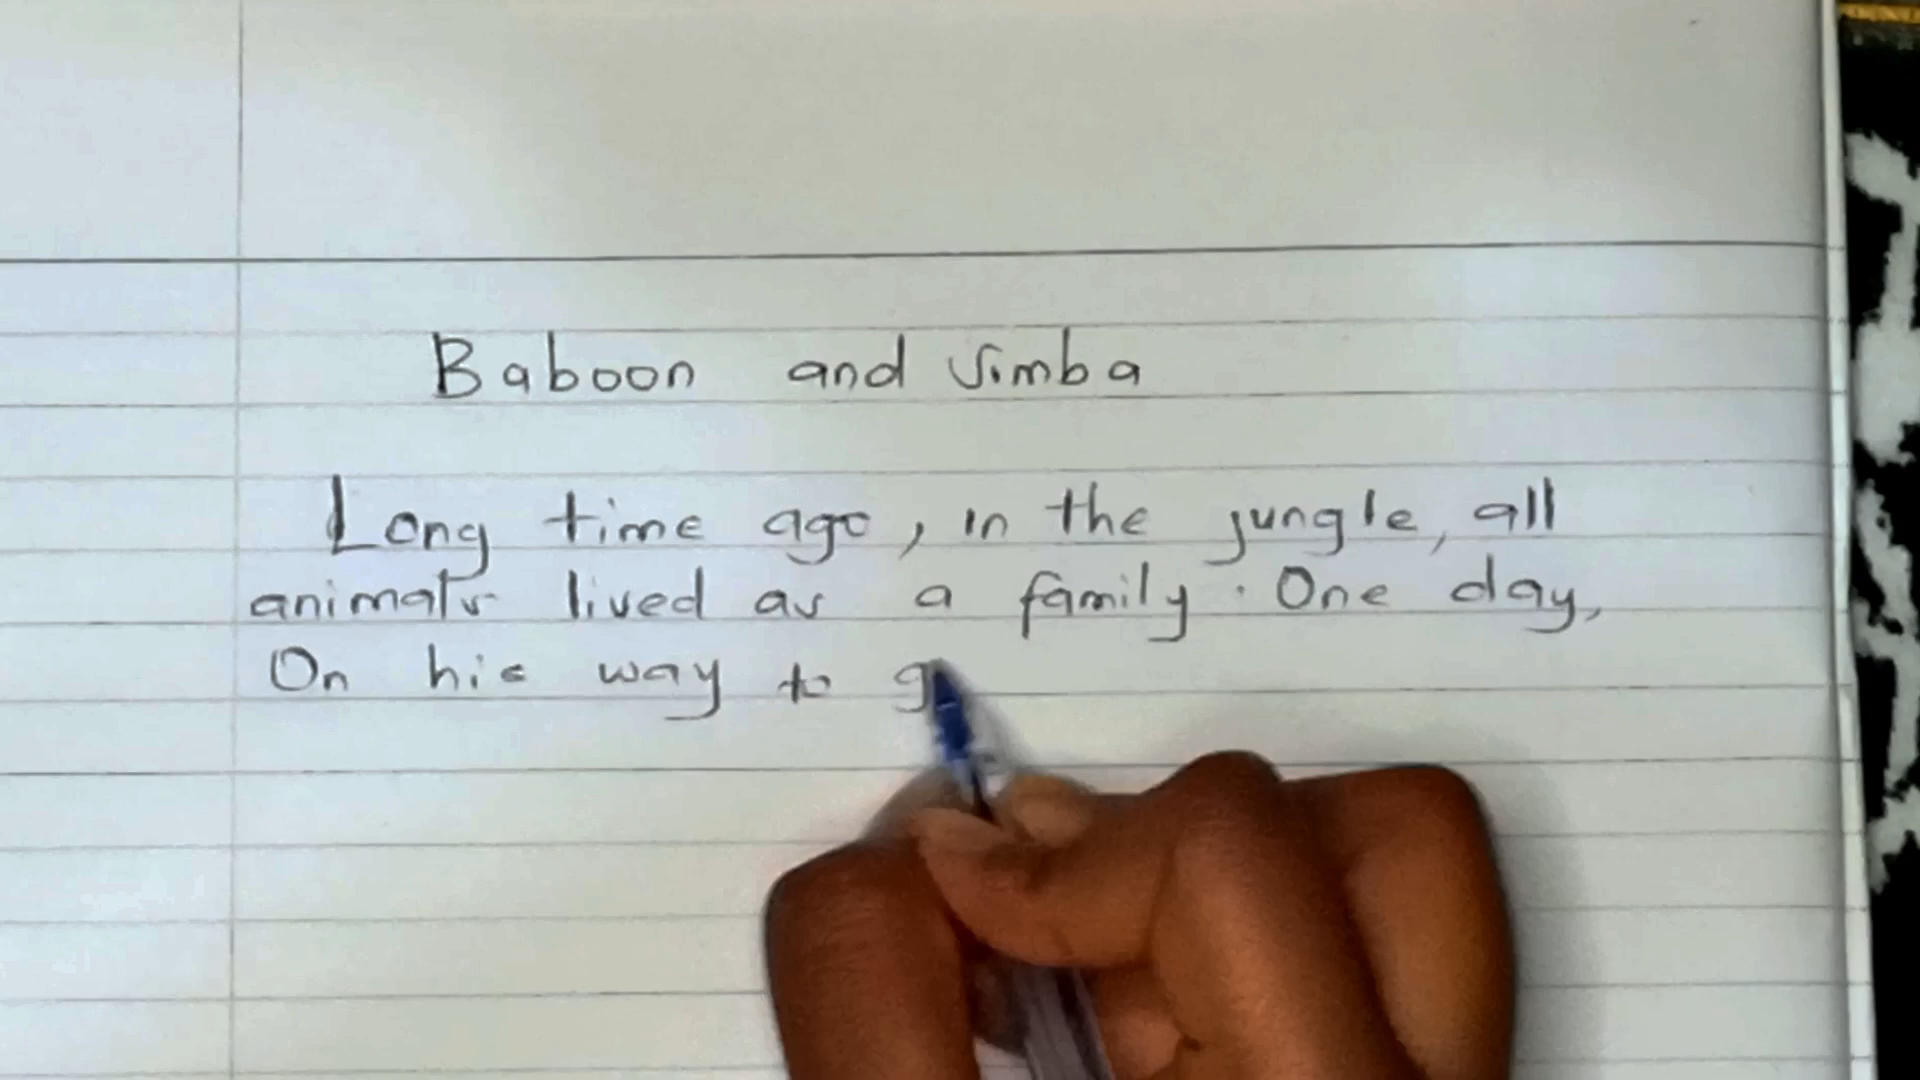 Baboon and Simba
Long time ago, in the jungle, all
animals lived as a family. One day,
On his way to g